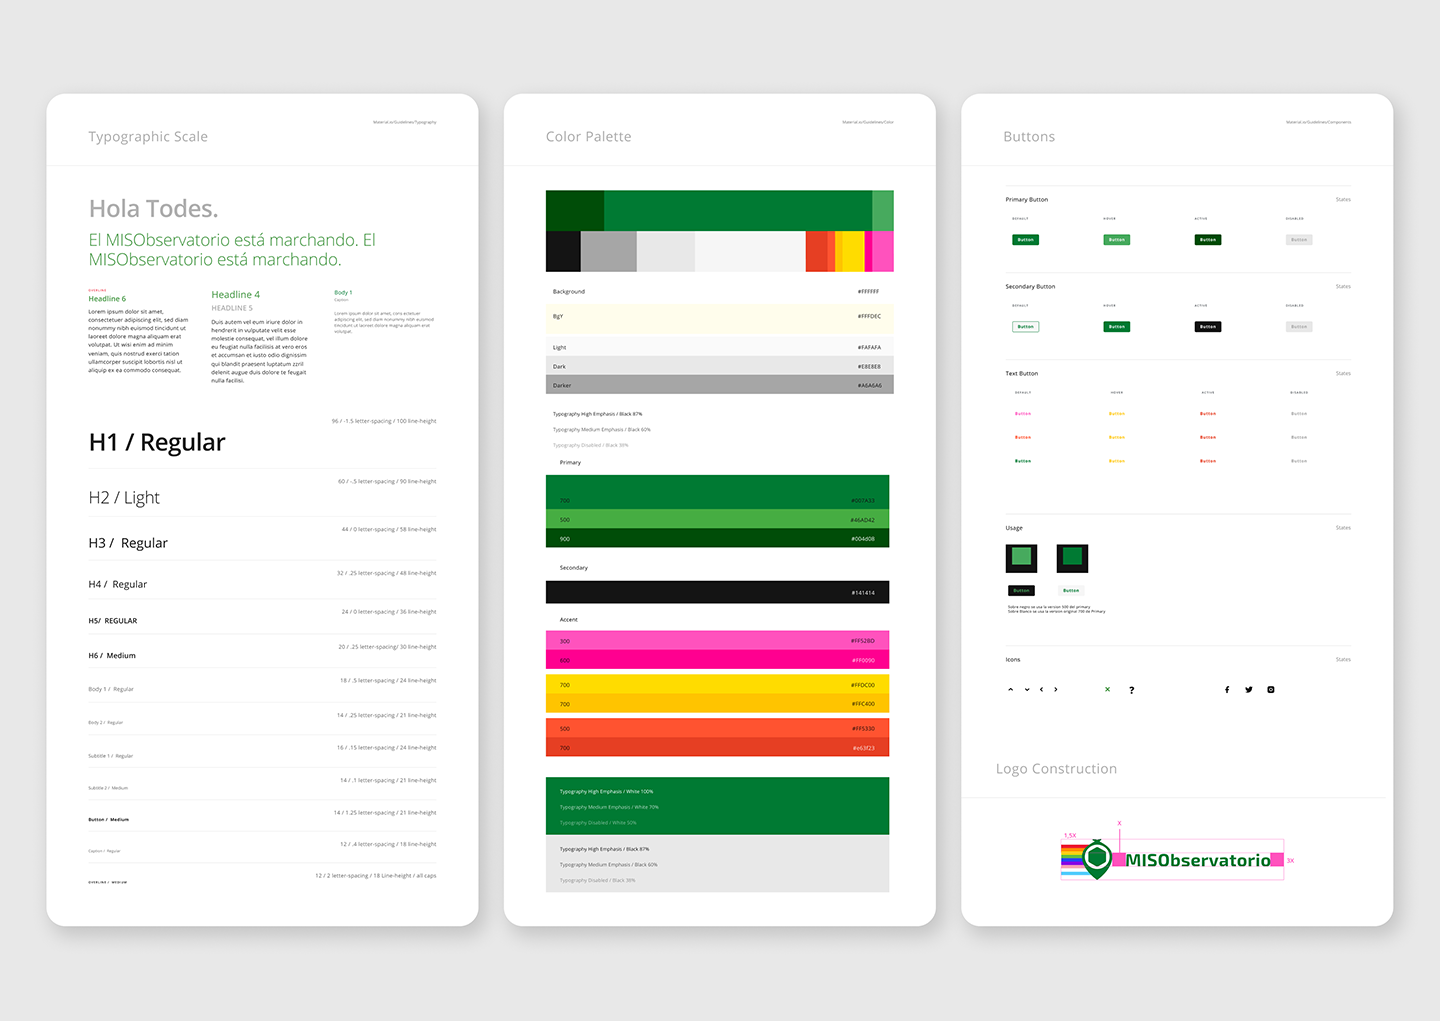 Material.io/Guidelines/Typography
Typographic Scale
Hola Todes.
El MISObservatorio está marchando. El
MISObservatorio está marchando.
OVERLINE
Headline 6
Lorem ipsum dolor sit amet,
consectetuer adipiscing elit, sed diam
nonummy nibh euismod tincidunt ut
laoreet dolore magna aliquam erat
volutpat. Ut wisi enim ad minim
veniam, quis nostrud exerci tation
ullamcorper suscipit lobortis nisl ut
aliquip ex ea commodo consequat.
Headline 4
HEADLINE 5
Duis autem vel eum iriure dolor in
hendrerit in vulputate velit esse
molestie consequat, vel illum dolore
eu feugiat nulla facilisis at vero eros
et accumsan et iusto odio dignissim
qui blandit praesent luptatum zzril
delenit augue duis dolore te feugait
nulla facilisi.
Body 1
Caption
Lorem ipsum dolor sit amet, cons ectetuer
adipiscing elit, sed diam nonummy nibh euismod
tincidunt ut laoreet dolore magna aliquam erat
volutpat.
96 / -1.5 letter-spacing / 100 line-height
H1 / Regular
60 / -.5 letter-spacing / 90 line-height
H2 / Light
44 / 0 letter-spacing / 58 line-height
H3 / Regular
32 / .25 letter-spacing / 48 line-height
H4 / Regular
24 / 0 letter-spacing / 36 line-height
H5/ REGULAR
20 / .25 letter-spacing/ 30 line-height
H6 / Medium
18 / .5 letter-spacing / 24 line-height
Body 1 / Regular
14 / .25 letter-spacing / 21 line-height
Body 2 / Regular
16 / .15 letter-spacing / 24 line-height
Subtitle 1 / Regular
14 / .1 letter-spacing / 21 line-height
Subtitle 2 / Medium
14 / 1.25 letter-spacing / 21 line-height
Button / Medium
12 / .4 letter-spacing / 18 line-height
Caption / Regular
12 / 2 letter-spacing / 18 Line-height / all caps
OVERLINE / MEDIUM
Material.io/Guidelines/Color
Color Palette
Background #FFFFFF
BgY #FFFDEC
Light #FAFAFA
Dark #E8E8E8
Darker #A6A6A6
Typography High Emphasis / Black 87%
Typography Medium Emphasis / Black 60%
Typography Disabled / Black 38%
Primary
700 #007A33
500 #46AD42
900 #004d08
Secondary
#141414
Accent
300 #FF52BD
600 #FF0090
700 #FFDC00
700 #FFC400
500 #FF5330
700 #e63f23
Typography High Emphasis / White 100%
Typography Medium Emphasis / White 70%
Typography Disabled / White 50%
Typography High Emphasis / Black 87%
Typography Medium Emphasis / Black 60%
Typography Disabled / Black 38%
Material.io/Guidelines/Components
Buttons
Primary Button States
DEFAULT HOVER ACTIVE DISABLED
Button Button Button Button
Secondary Button States
DEFAULT HOVER ACTIVE DISABLED
Button Button Button Button
Text Button States
DEFAULT HOVER ACTIVE DISABLED
Button Button Button Button
Button Button Button Button
Button Button Button Button
Usage States
Button Button
Sobre negro se usa la version 500 del primary
Sobre blanco se usa la version original 700 de Primary.
Icons States
Logo Construction
X
1,5X
MISObservatorio
3X